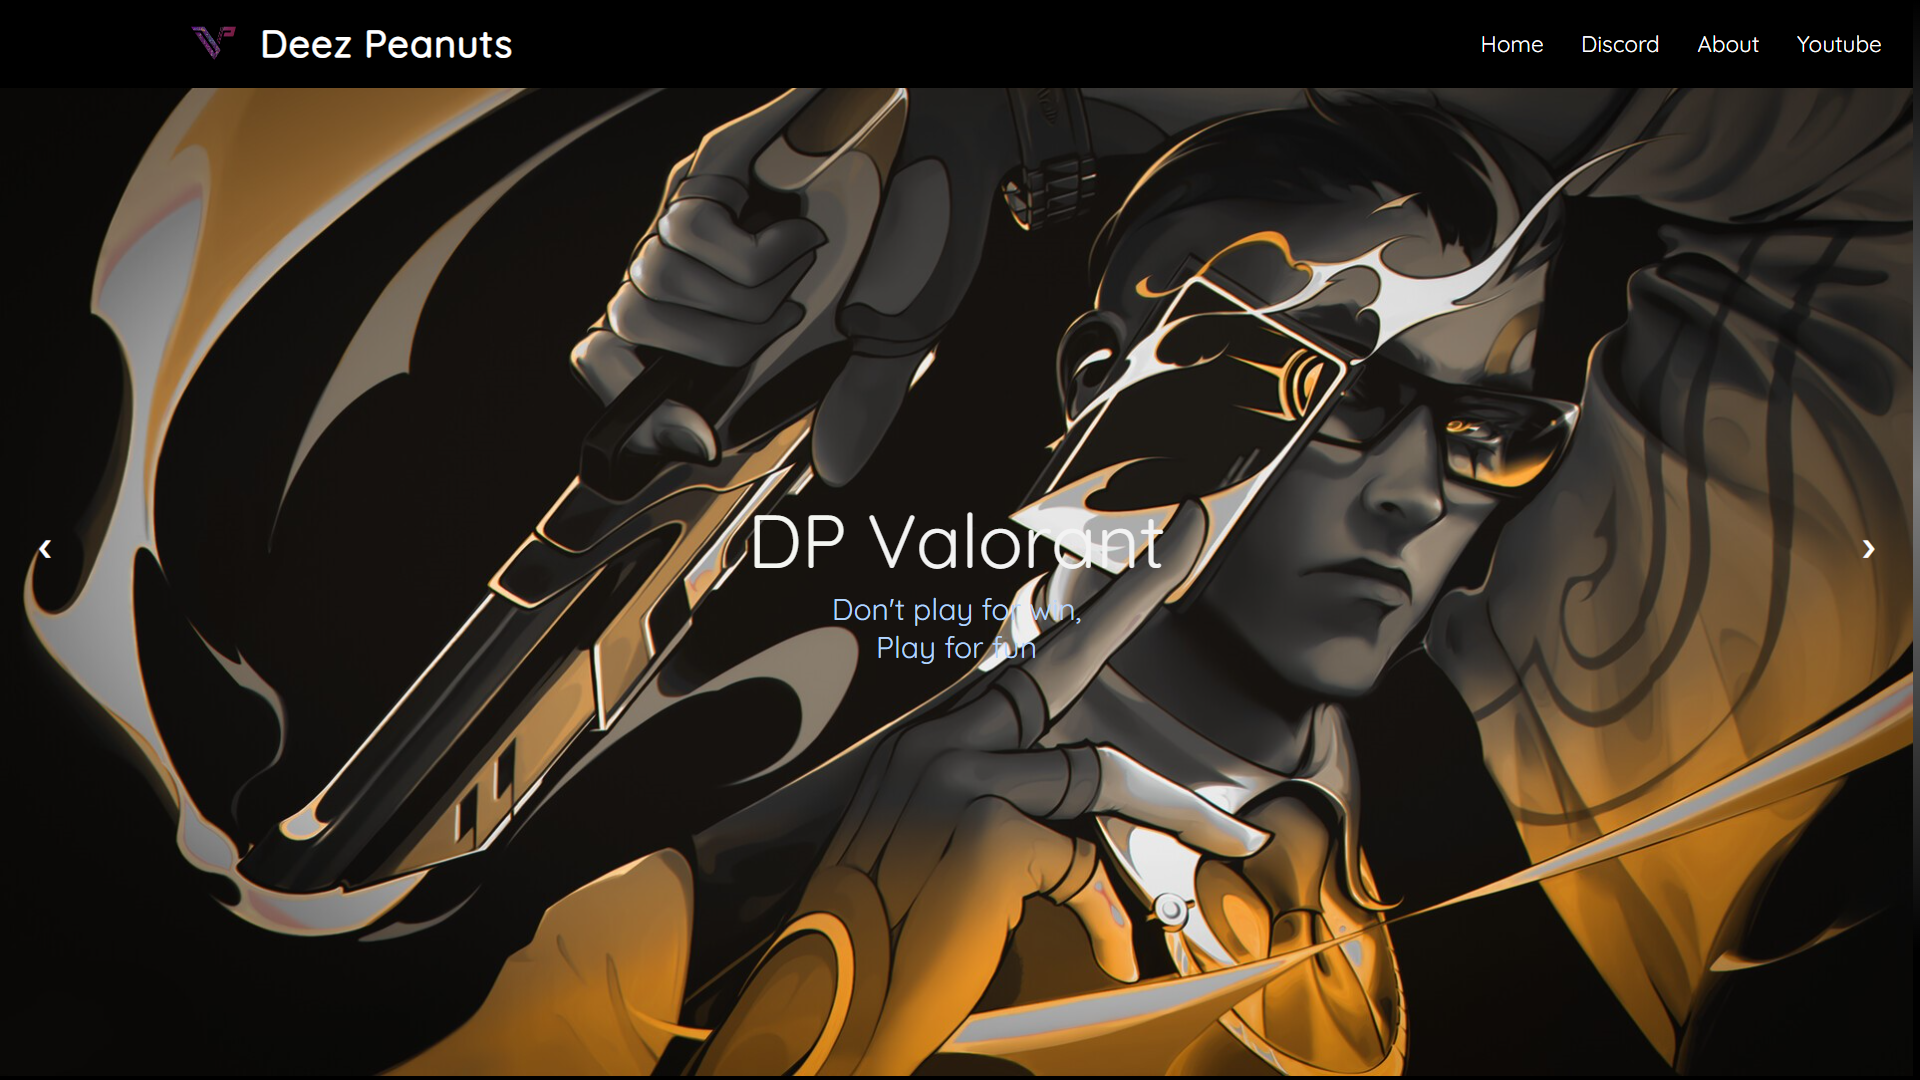 Deez Peanuts
Home
Discord
About
Youtube
DP Valorant
Don't play for win,
Play for fun